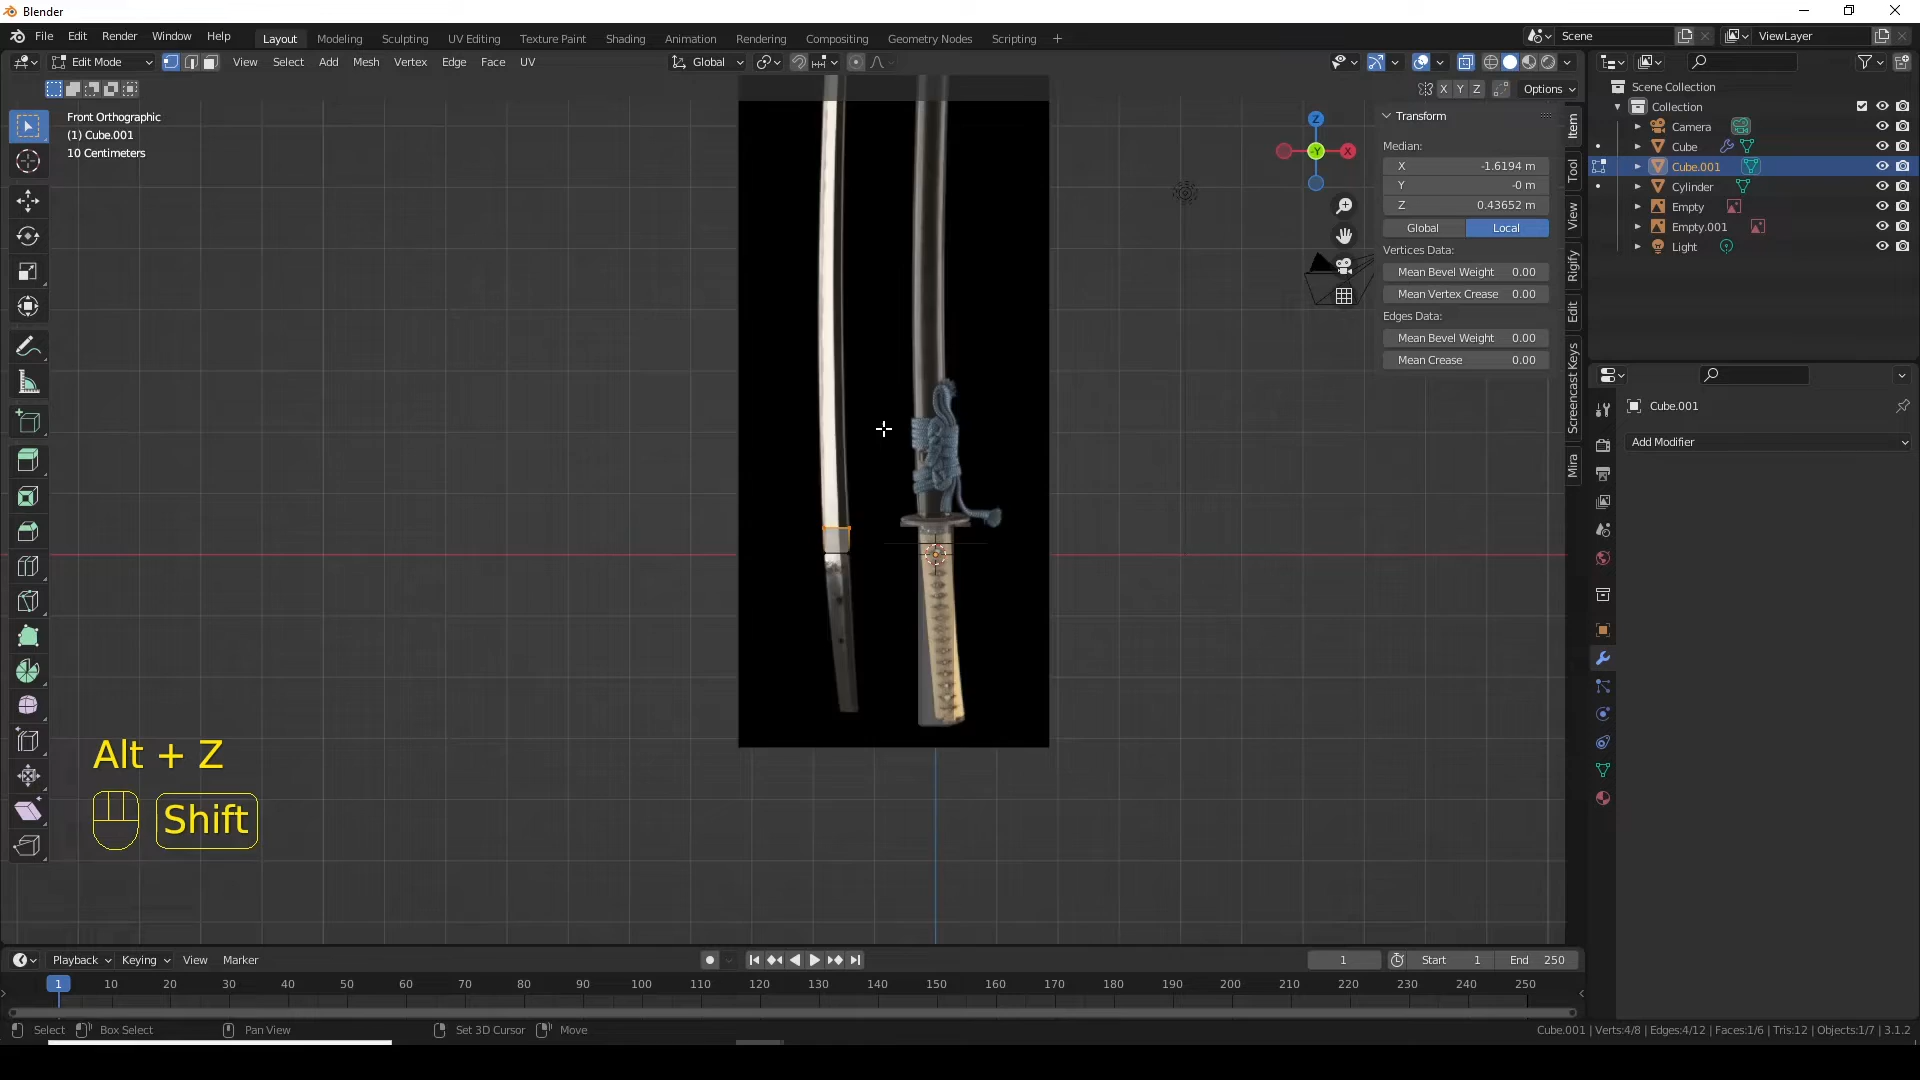 Blender
File Edit Render Window Help
Layout Modeling Sculpting UV Editing Texture Paint Shading Animation Rendering Compositing Geometry Nodes Scripting +
Scene
ViewLayer
Edit Mode View Select Add Mesh Vertex Edge Face UV
Global
X Y Z Options
Front Orthographic
(1) Cube.001
10 Centimeters
Z
-Y
X
Transform
Median:
X -1.6194 m
Y -0 m
Z 0.43652 m
Global Local
Vertices Data:
Mean Bevel Weight 0.00
Mean Vertex Crease 0.00
Edges Data:
Mean Bevel Weight 0.00
Mean Crease 0.00
Item
Tool
View
Rigify
Edit
Screencast Keys
Mira
Scene Collection
Collection
Camera
Cube
Cube.001
Cylinder
Empty
Empty.001
Light
Cube.001
Add Modifier
Alt + Z
Shift
Playback Keying View Marker
1 Start 1 End 250
1 10 20 30 40 50 60 70 80 90 100 110 120 130 140 150 160 170 180 190 200 210 220 230 240 250
Select Box Select Pan View Set 3D Cursor Move
Cube.001 | Verts:4/8 | Edges:4/12 | Faces:1/6 | Tris:12 | Objects:1/7 | 3.1.2